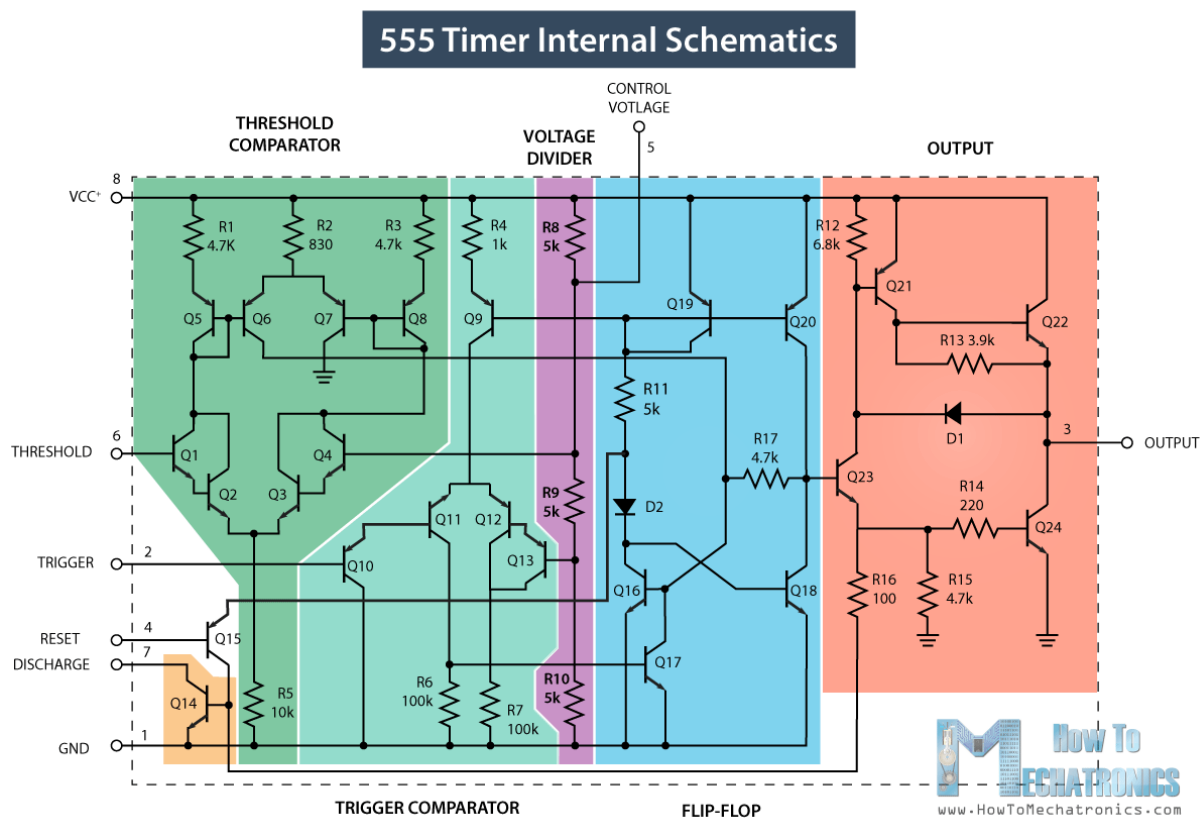 555 Timer Internal Schematics
CONTROL
VOTLAGE
5
THRESHOLD
COMPARATOR
VOLTAGE
DIVIDER
OUTPUT
8
VCC+
R1
4.7K
R2
830
R3
4.7k
R4
1k
R8
5k
R12
6.8k
Q5
Q6
Q7
Q8
Q9
Q19
Q20
Q21
Q22
R13 3.9k
R11
5k
D1
6
THRESHOLD
Q1
Q2
Q3
Q4
R17
4.7k
3
OUTPUT
Q23
R9
5k
D2
R14
220
Q24
Q11
Q12
Q13
TRIGGER
2
Q10
Q16
Q18
R16
100
R15
4.7k
RESET
4
Q15
DISCHARGE
7
Q17
Q14
R5
10k
R6
100k
R7
100k
R10
5k
GND
1
TRIGGER COMPARATOR
FLIP-FLOP
How To
Mechatronics
www.HowToMechatronics.com